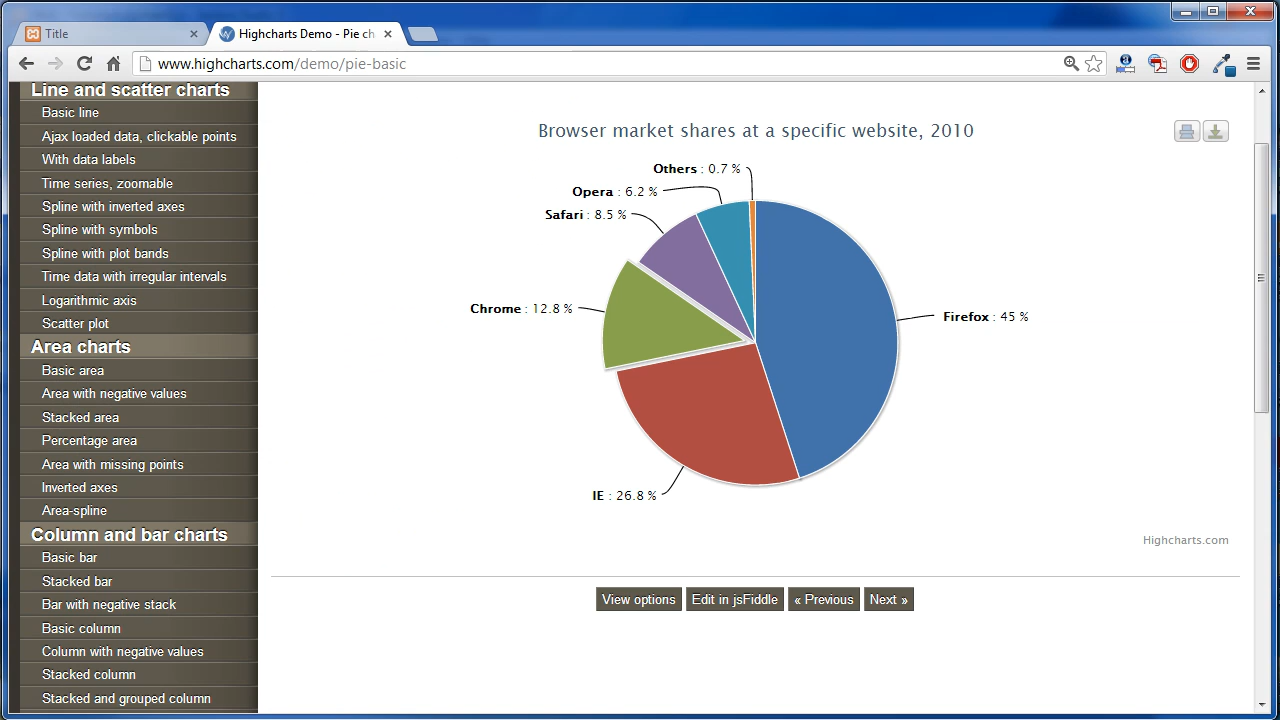 Title
Highcharts Demo - Pie ch
www.highcharts.com/demo/pie-basic
Line and scatter charts
Basic line
Ajax loaded data, clickable points
With data labels
Time series, zoomable
Spline with inverted axes
Spline with symbols
Spline with plot bands
Time data with irregular intervals
Logarithmic axis
Scatter plot
Area charts
Basic area
Area with negative values
Stacked area
Percentage area
Area with missing points
Inverted axes
Area-spline
Column and bar charts
Basic bar
Stacked bar
Bar with negative stack
Basic column
Column with negative values
Stacked column
Stacked and grouped column
Browser market shares at a specific website, 2010
Others : 0.7 %
Opera : 6.2 %
Safari : 8.5 %
Chrome : 12.8 %
Firefox : 45 %
IE : 26.8 %
Highcharts.com
View options
Edit in jsFiddle
« Previous
Next »